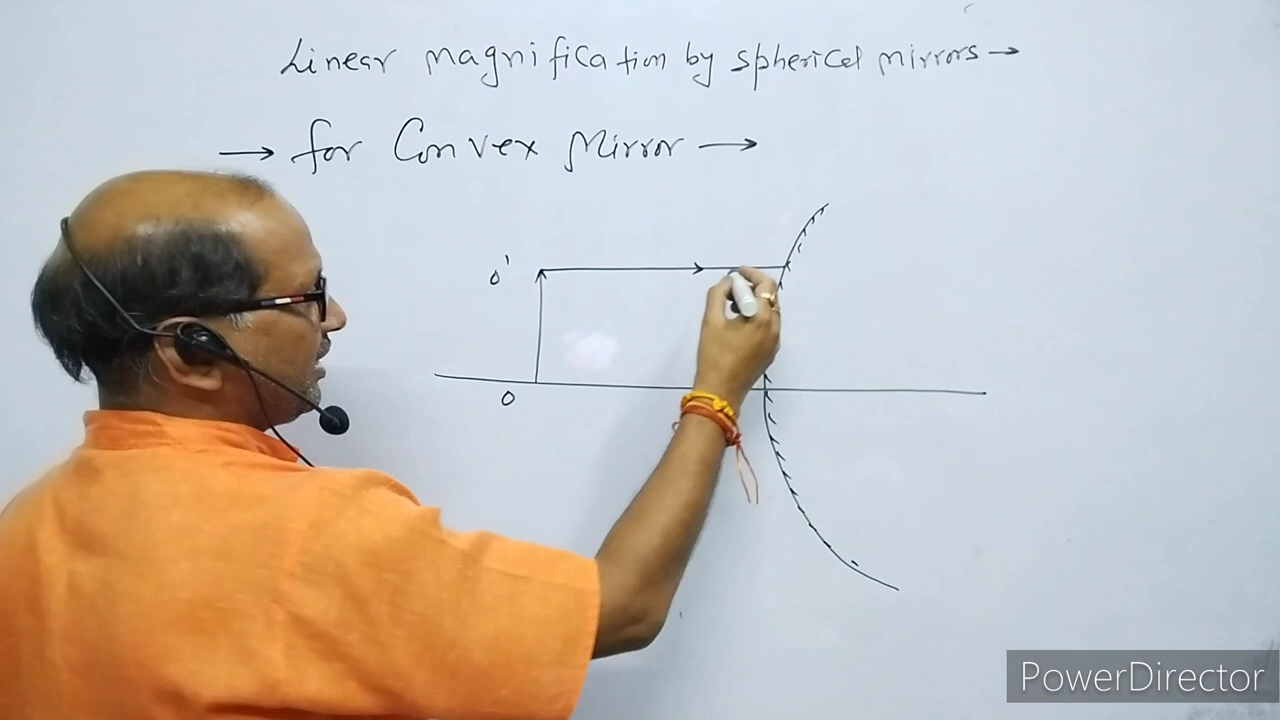 Linear magnification by spherical mirrors →
→ for Convex Mirror →
O'
O
PowerDirector